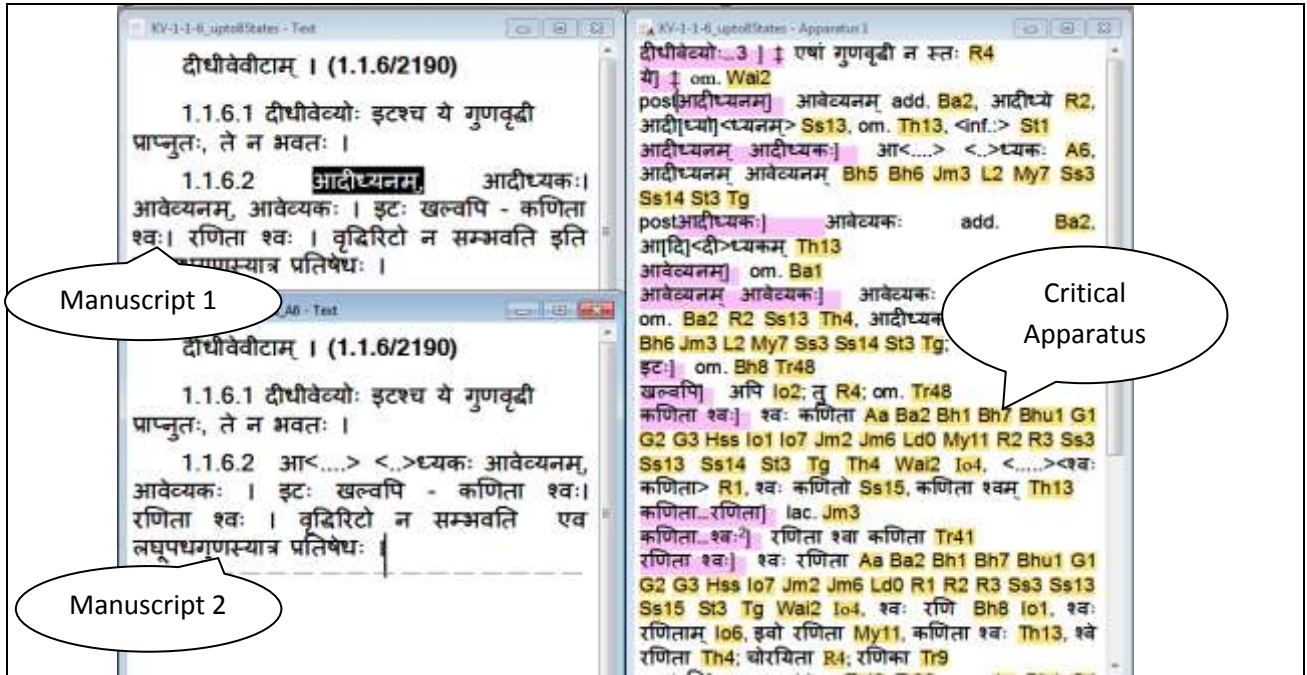 KV-1-1-6_upto8States - Text
दीधीवेवीटाम् । (1.1.6/2190)
1.1.6.1 दीधीवेव्योः इटश्च ये गुणवृद्धी
प्राप्नुतः, ते न भवतः ।
1.1.6.2 आदीध्यनम्, आदीध्यकः।
आवेव्यनम्, आवेव्यकः । इटः खल्वपि - कणिता
श्वः। रणिता श्वः । वृद्धिरिटो न सम्भवति इति
प्रतिषेधः ।
Manuscript 1
A6 - Text
दीधीवेवीटाम् । (1.1.6/2190)
1.1.6.1 दीधीवेव्योः इटश्च ये गुणवृद्धी
प्राप्नुतः, ते न भवतः ।
1.1.6.2 आ<....> <..>ध्यकः आवेव्यनम्,
आवेव्यकः । इटः खल्वपि - कणिता श्वः।
रणिता श्वः । वृद्धिरिटो न सम्भवति एव
लघूपधगुणस्यात्र प्रतिषेधः ।
Manuscript 2
KV-1-1-6_upto8States - Apparatus 1
दीधीवेव्योः...3 ] ‡ एषां गुणवृद्धी न स्तः R4
ये] ‡ om. Wai2
post[आदीध्यनम्] आवेव्यनम् add. Ba2, आदीध्ये R2,
आदी[ध्यो]<ध्यनम्> Ss13, om. Th13, <inf.:> St1
आदीध्यनम् आदीध्यकः] आ<....> <..>ध्यकः A6,
आदीध्यनम् आवेव्यनम् Bh5 Bh6 Jm3 L2 My7 Ss3
Ss14 St3 Tg
postआदीध्यकः] आवेव्यकः add. Ba2,
आ[दि]<दी>ध्यकम् Th13
आवेव्यनम्] om. Ba1
आवेव्यनम् आवेव्यकः] आवेव्यकः
om. Ba2 R2 Ss13 Th4,
Bh6 Jm3 L2 My7 Ss3 Ss14 St3 Tg;
इटः] om. Bh8 Tr48
खल्वपि] अपि Io2; तु R4; om. Tr48
कणिता श्वः] श्वः कणिता Aa Ba2 Bh1 Bh7 Bhu1 G1
G2 G3 Hss Io1 Io7 Jm2 Jm6 Ld0 My11 R2 R3 Ss3
Ss13 Ss14 St3 Tg Th4 Wai2 Io4, <.....><श्वः
कणिता> R1, श्वः कणितो Ss15, कणिता श्वम् Th13
कणिता...रणिता] lac. Jm3
कणिता...श्वः²] रणिता श्वा कणिता Tr41
रणिता श्वः] श्वः रणिता Aa Ba2 Bh1 Bh7 Bhu1 G1
G2 G3 Hss Io7 Jm2 Jm6 Ld0 R1 R2 R3 Ss3 Ss13
Ss15 St3 Tg Wai2 Io4, श्वः रणि Bh8 Io1, श्वः
रणिताम् Io6, इवो रणिता My11, कणिता श्वः Th13, श्वे
रणिता Th4; चोरयिता R4; रणिका Tr9
Critical
Apparatus